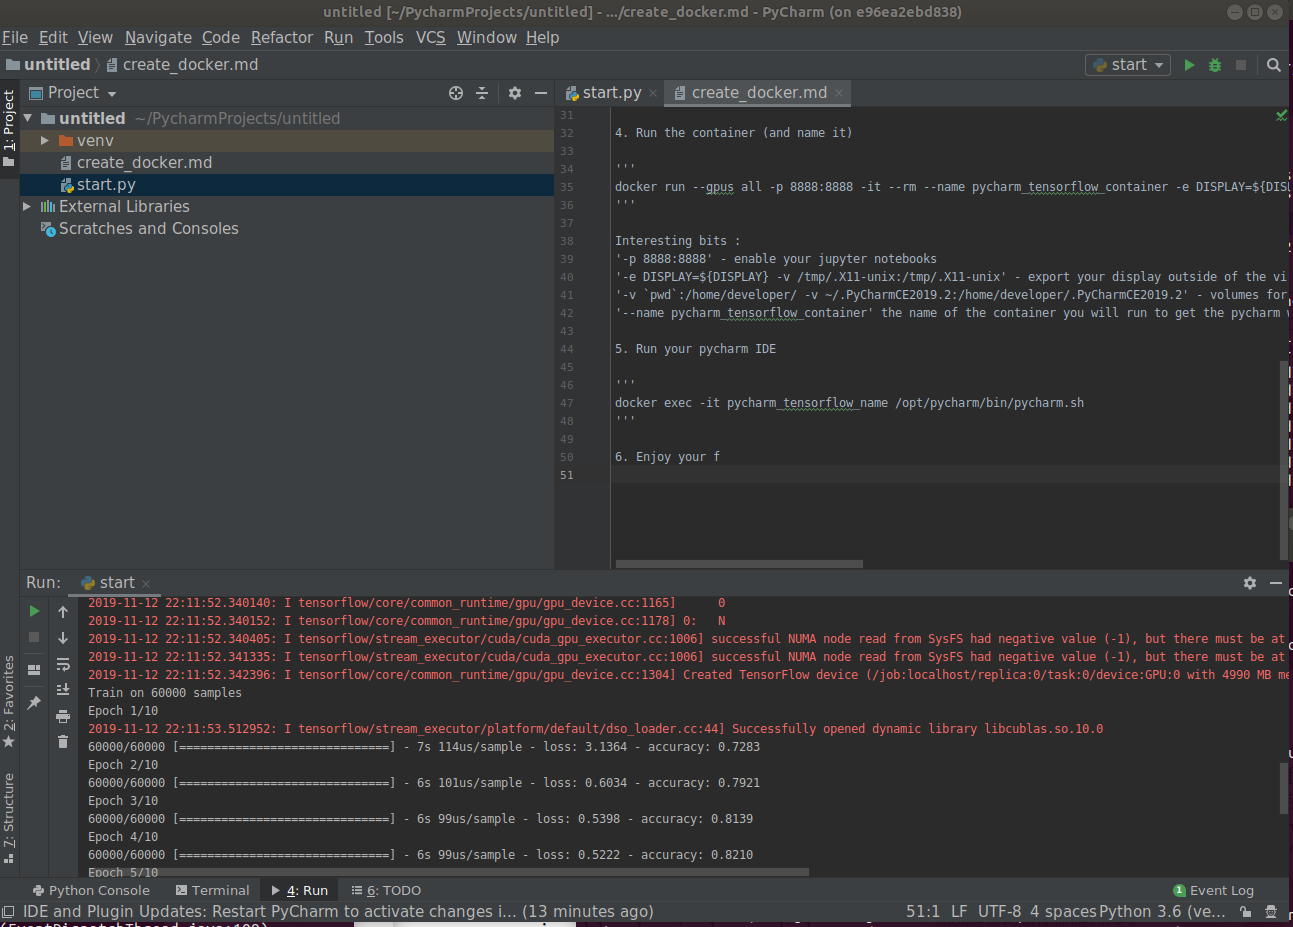 untitled [~/PycharmProjects/untitled] - .../create_docker.md - PyCharm (on e96ea2ebd838)
File Edit View Navigate Code Refactor Run Tools VCS Window Help
untitled create_docker.md start
1: Project
Project
start.py
create_docker.md
untitled ~/PycharmProjects/untitled
venv
create_docker.md
start.py
External Libraries
Scratches and Consoles
31
32 4. Run the container (and name it)
33
34 '''
35 docker run --gpus all -p 8888:8888 -it --rm --name pycharm_tensorflow_container -e DISPLAY=${DISI
36 '''
37
38 Interesting bits :
39 '-p 8888:8888' - enable your jupyter notebooks
40 '-e DISPLAY=${DISPLAY} -v /tmp/.X11-unix:/tmp/.X11-unix' - export your display outside of the vi
41 '-v `pwd`:/home/developer/ -v ~/.PyCharmCE2019.2:/home/developer/.PyCharmCE2019.2' - volumes for
42 '--name pycharm_tensorflow_container' the name of the container you will run to get the pycharm
43
44 5. Run your pycharm IDE
45
46 '''
47 docker exec -it pycharm_tensorflow_name /opt/pycharm/bin/pycharm.sh
48 '''
49
50 6. Enjoy your f
51
Run: start
2019-11-12 22:11:52.340140: I tensorflow/core/common_runtime/gpu/gpu_device.cc:1165] 0
2019-11-12 22:11:52.340152: I tensorflow/core/common_runtime/gpu/gpu_device.cc:1178] 0: N
2019-11-12 22:11:52.340405: I tensorflow/stream_executor/cuda/cuda_gpu_executor.cc:1006] successful NUMA node read from SysFS had negative value (-1), but there must be at
2019-11-12 22:11:52.341335: I tensorflow/stream_executor/cuda/cuda_gpu_executor.cc:1006] successful NUMA node read from SysFS had negative value (-1), but there must be at
2019-11-12 22:11:52.342396: I tensorflow/core/common_runtime/gpu/gpu_device.cc:1304] Created TensorFlow device (/job:localhost/replica:0/task:0/device:GPU:0 with 4990 MB me
Train on 60000 samples
Epoch 1/10
2019-11-12 22:11:53.512952: I tensorflow/stream_executor/platform/default/dso_loader.cc:44] Successfully opened dynamic library libcublas.so.10.0
60000/60000 [==============================] - 7s 114us/sample - loss: 3.1364 - accuracy: 0.7283
Epoch 2/10
60000/60000 [==============================] - 6s 101us/sample - loss: 0.6034 - accuracy: 0.7921
Epoch 3/10
60000/60000 [==============================] - 6s 99us/sample - loss: 0.5398 - accuracy: 0.8139
Epoch 4/10
60000/60000 [==============================] - 6s 99us/sample - loss: 0.5222 - accuracy: 0.8210
Epoch 5/10
2: Favorites
7: Structure
Python Console Terminal 4: Run 6: TODO 1 Event Log
IDE and Plugin Updates: Restart PyCharm to activate changes i... (13 minutes ago) 51:1 LF UTF-8 4 spaces Python 3.6 (ve...